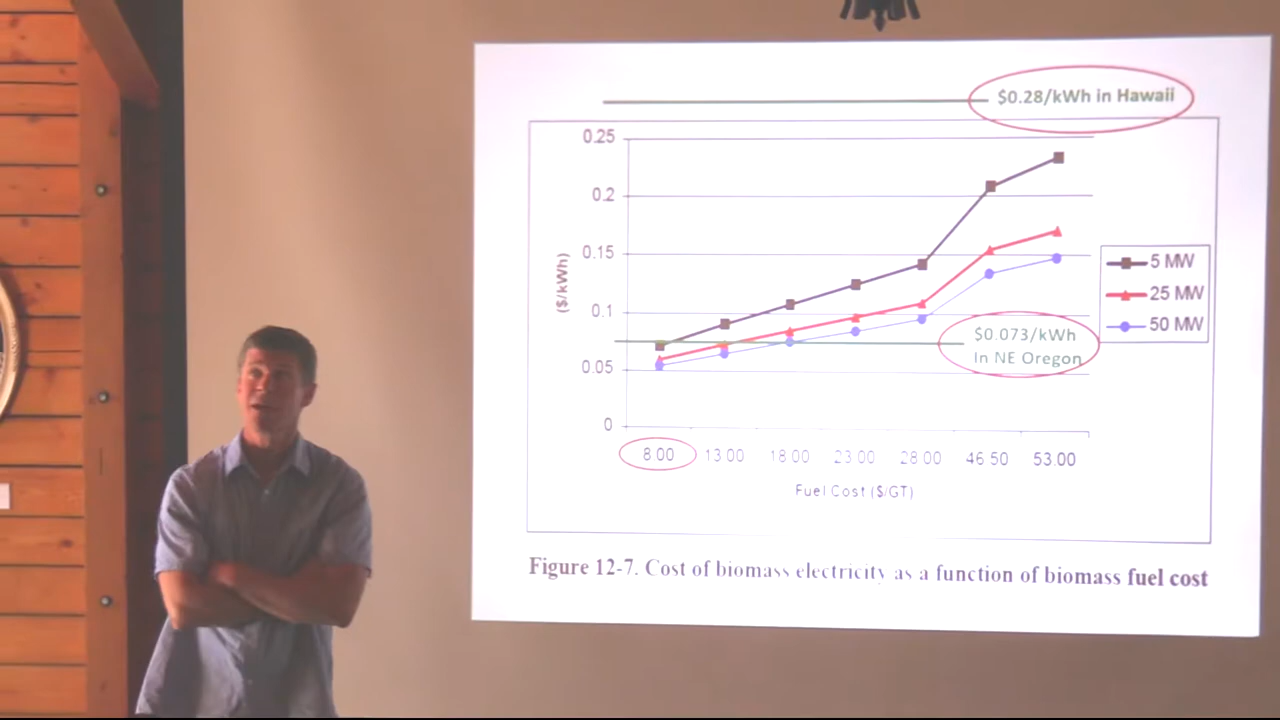 $0.28/kWh in Hawaii
0.25
0.2
0.15
0.1
0.05
0
($/kWh)
5 MW
25 MW
50 MW
$0.073/kWh
In NE Oregon
8.00 13.00 18.00 23.00 28.00 46.50 53.00
Fuel Cost ($/GT)
Figure 12-7. Cost of biomass electricity as a function of biomass fuel cost